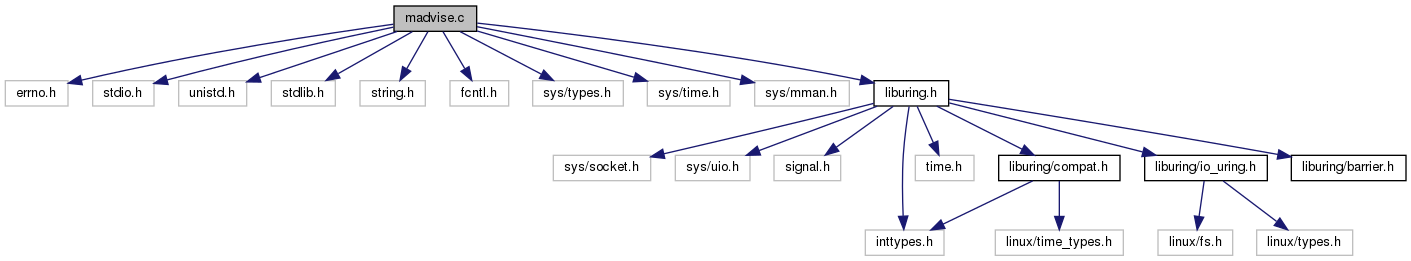 madvise.c
errno.h
stdio.h
unistd.h
stdlib.h
string.h
fcntl.h
sys/types.h
sys/time.h
sys/mman.h
liburing.h
sys/socket.h
sys/uio.h
signal.h
time.h
liburing/compat.h
liburing/io_uring.h
liburing/barrier.h
inttypes.h
linux/time_types.h
linux/fs.h
linux/types.h